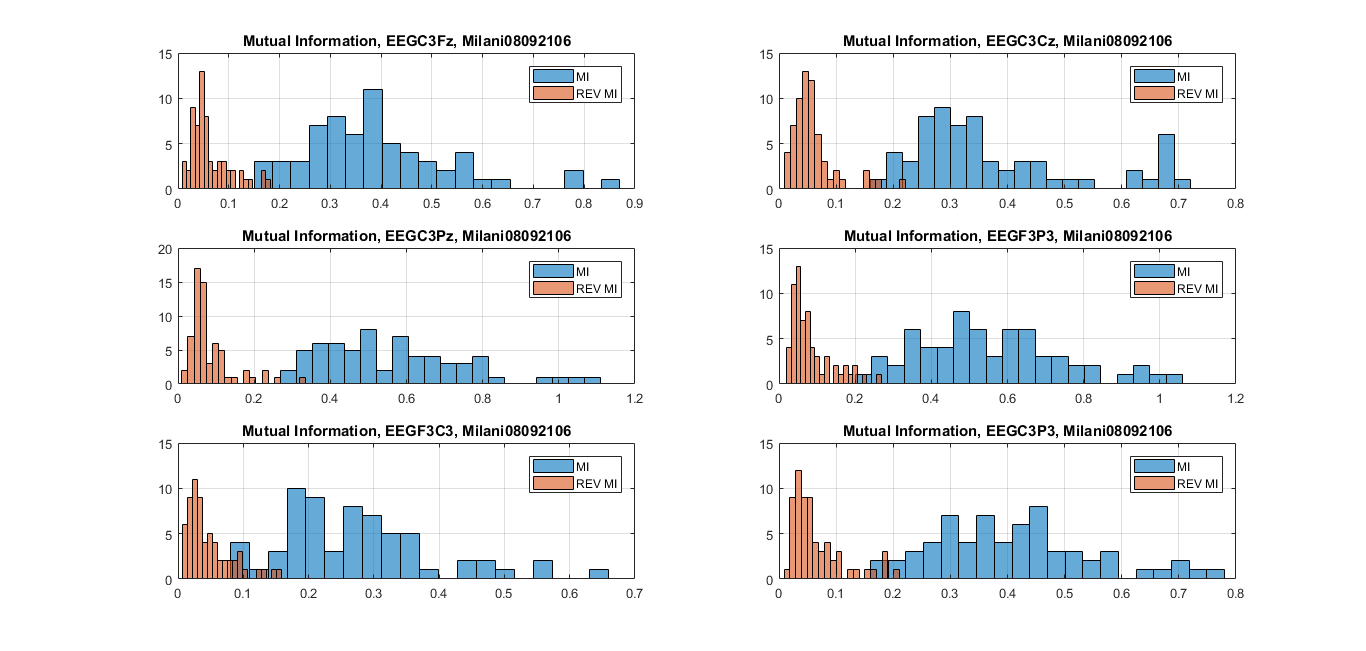 Mutual Information, EEGC3Fz, Milani08092106
15
10
5
0
0 0.1 0.2 0.3 0.4 0.5 0.6 0.7 0.8 0.9
MI
REV MI
Mutual Information, EEGC3Cz, Milani08092106
15
10
5
0
0 0.1 0.2 0.3 0.4 0.5 0.6 0.7 0.8
MI
REV MI
Mutual Information, EEGC3Pz, Milani08092106
20
15
10
5
0
0 0.2 0.4 0.6 0.8 1 1.2
MI
REV MI
Mutual Information, EEGF3P3, Milani08092106
15
10
5
0
0 0.2 0.4 0.6 0.8 1 1.2
MI
REV MI
Mutual Information, EEGF3C3, Milani08092106
15
10
5
0
0 0.1 0.2 0.3 0.4 0.5 0.6 0.7
MI
REV MI
Mutual Information, EEGC3P3, Milani08092106
15
10
5
0
0 0.1 0.2 0.3 0.4 0.5 0.6 0.7 0.8
MI
REV MI